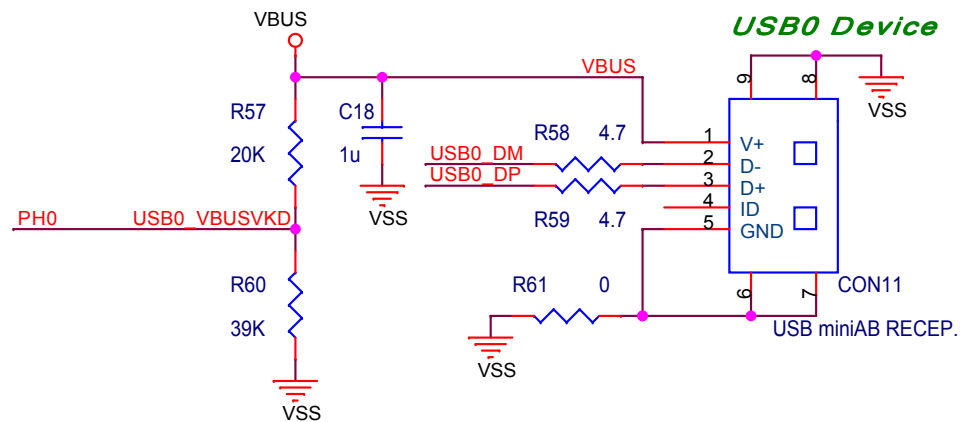 USB0 Device
VBUS
VBUS
9
8
VSS
R57
C18
R58 4.7
1
V+
20K
1u
USB0_DM
2
D-
USB0_DP
3
D+
4
ID
VSS
R59 4.7
5
GND
PH0
USB0_VBUSVKD
R60
R61 0
6
7
CON11
39K
USB miniAB RECEP.
VSS
VSS